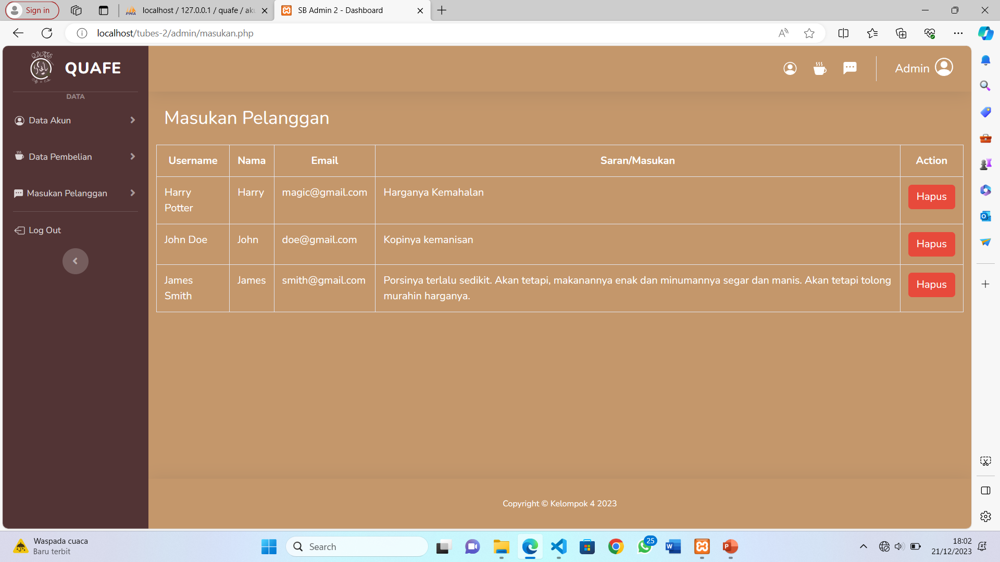 Sign in
localhost / 127.0.0.1 / quafe / aku
SB Admin 2 - Dashboard
localhost/tubes-2/admin/masukan.php
QUAFE
Admin
DATA
Data Akun
Data Pembelian
Masukan Pelanggan
Log Out
Masukan Pelanggan
Username Nama Email Saran/Masukan Action
Harry Harry magic@gmail.com Harganya Kemahalan Hapus
Potter
John Doe John doe@gmail.com Kopinya kemanisan Hapus
James James smith@gmail.com Porsinya terlalu sedikit. Akan tetapi, makanannya enak dan minumannya segar dan manis. Akan tetapi tolong Hapus
Smith murahin harganya.
Copyright © Kelompok 4 2023
Waspada cuaca
Baru terbit
Search
25
18:02
21/12/2023